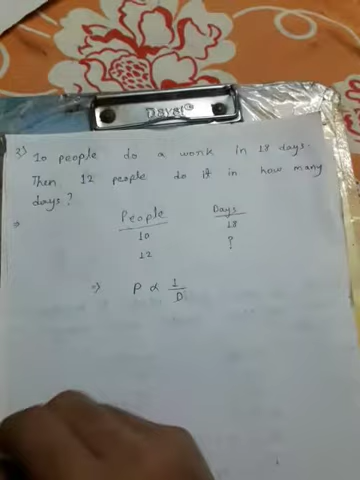 Dayal®
2) 10 people do a work in 18 days.
Then 12 people do it in how many
days?
⇒ People Days
10 18
12 ?
⇒) P ∝ 1/D